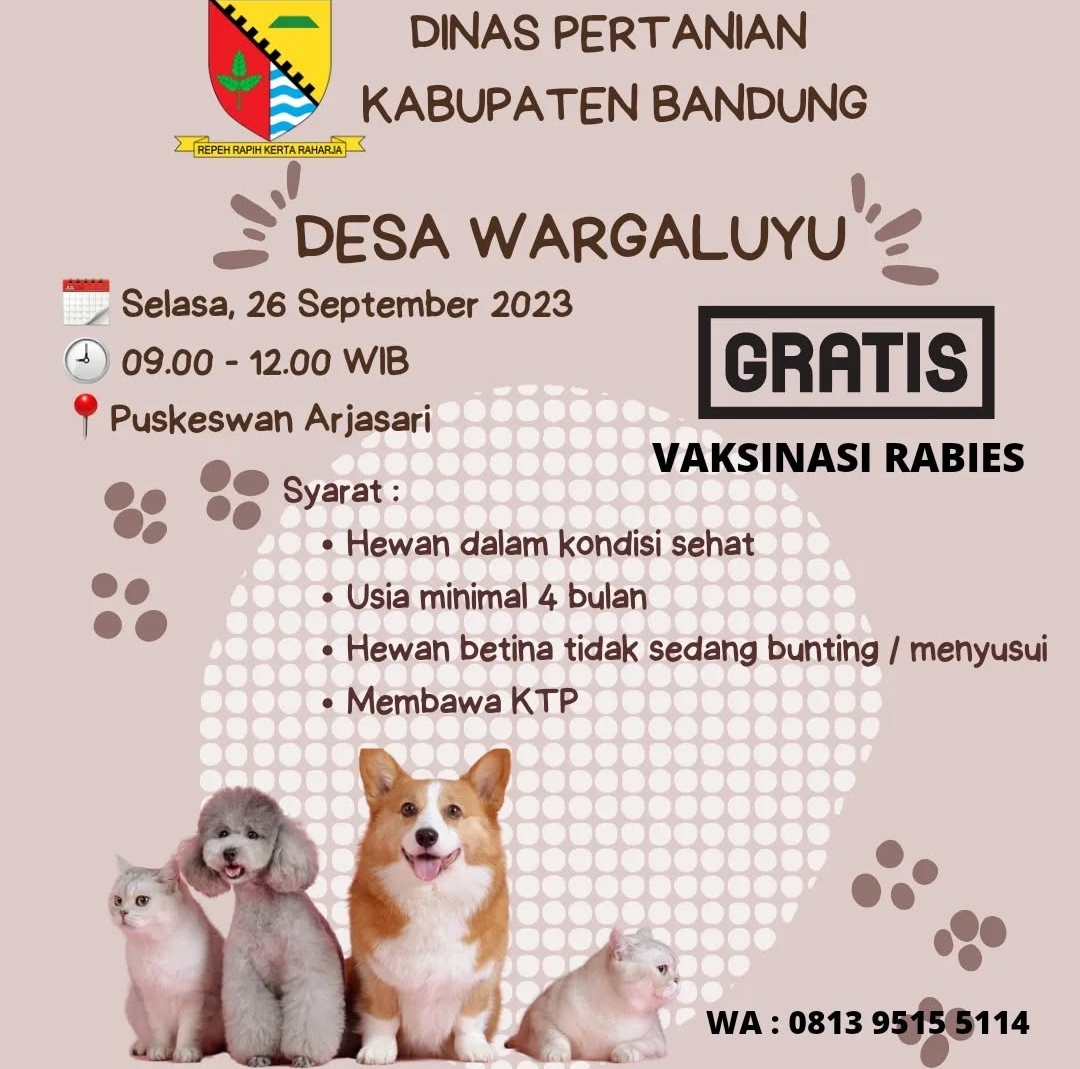 DINAS PERTANIAN
KABUPATEN BANDUNG
REPEH RAPIH KERTA RAHARJA
DESA WARGALUYU
JUL
Selasa, 26 September 2023
09.00 - 12.00 WIB
Puskeswan Arjasari
GRATIS
VAKSINASI RABIES
Syarat :
• Hewan dalam kondisi sehat
• Usia minimal 4 bulan
• Hewan betina tidak sedang bunting / menyusui
• Membawa KTP
WA : 0813 9515 5114